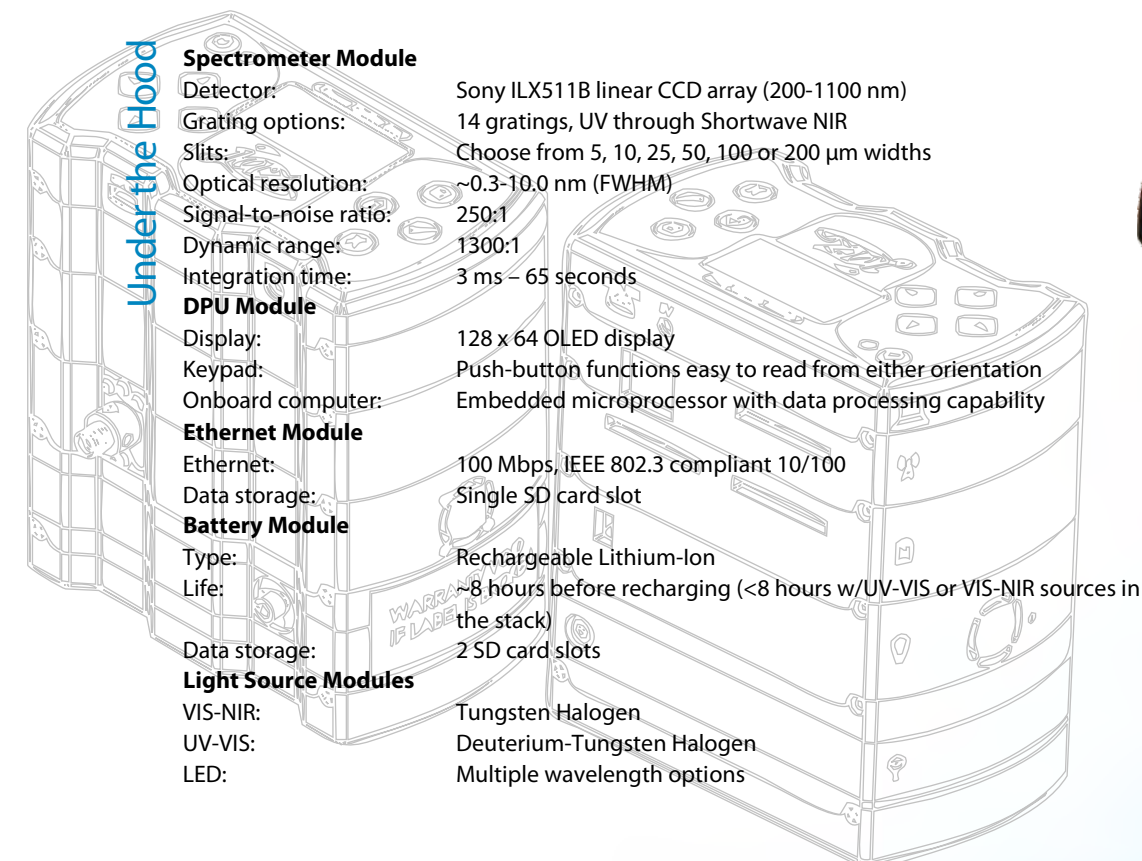 Under the Hood
Spectrometer Module
Detector: Sony ILX511B linear CCD array (200-1100 nm)
Grating options: 14 gratings, UV through Shortwave NIR
Slits: Choose from 5, 10, 25, 50, 100 or 200 µm widths
Optical resolution: ~0.3-10.0 nm (FWHM)
Signal-to-noise ratio: 250:1
Dynamic range: 1300:1
Integration time: 3 ms – 65 seconds
DPU Module
Display: 128 x 64 OLED display
Keypad: Push-button functions easy to read from either orientation
Onboard computer: Embedded microprocessor with data processing capability
Ethernet Module
Ethernet: 100 Mbps, IEEE 802.3 compliant 10/100
Data storage: Single SD card slot
Battery Module
Type: Rechargeable Lithium-Ion
Life: ~8 hours before recharging (<8 hours w/UV-VIS or VIS-NIR sources in
the stack)
Data storage: 2 SD card slots
Light Source Modules
VIS-NIR: Tungsten Halogen
UV-VIS: Deuterium-Tungsten Halogen
LED: Multiple wavelength options
IF LABEL IS